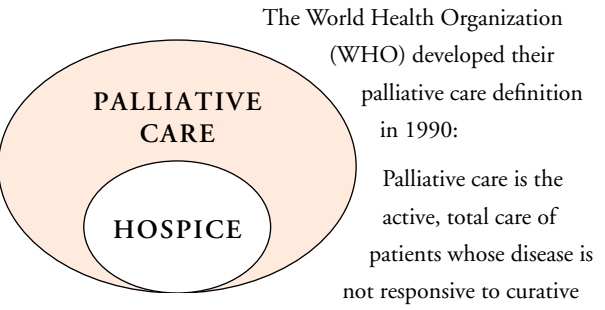 The World Health Organization
(WHO) developed their
palliative care definition
in 1990:
Palliative care is the
active, total care of
patients whose disease is
not responsive to curative
PALLIATIVE
CARE
HOSPICE